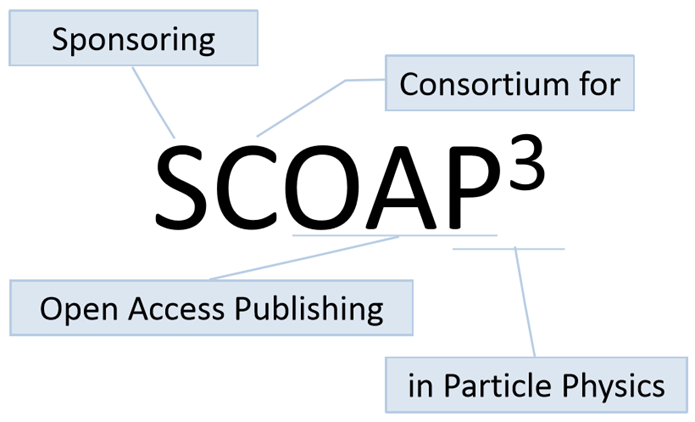 Sponsoring
Consortium for
SCOAP³
Open Access Publishing
in Particle Physics